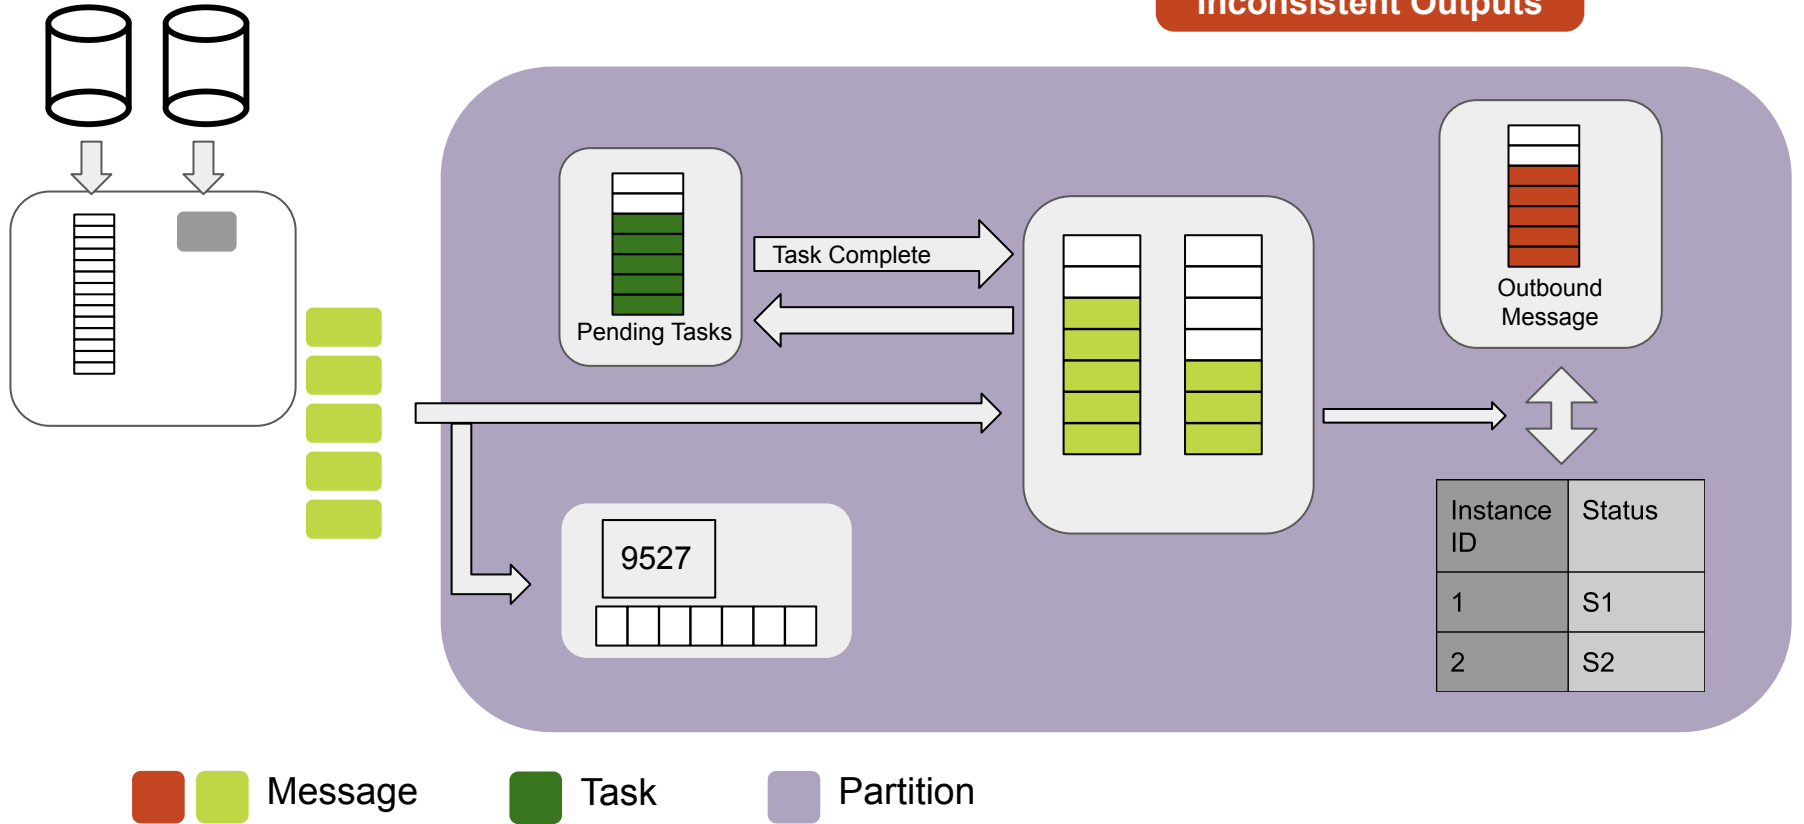 Inconsistent Outputs
Task Complete
Pending Tasks
Outbound
Message
9527
Instance
ID
Status
1
S1
2
S2
Message
Task
Partition